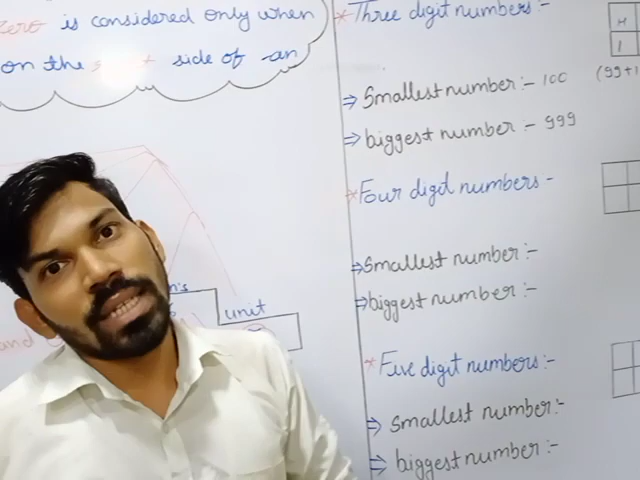 Zero is considered only when
on the side of an
n's
unit
and
* Three digit numbers:-
H
1
⇒ Smallest number:- 100
(99+1
⇒ biggest number:- 999
* Four digit numbers-
⇒ smallest number:-
⇒ biggest number:-
* Five digit numbers:-
⇒ smallest number:-
⇒ biggest number:-